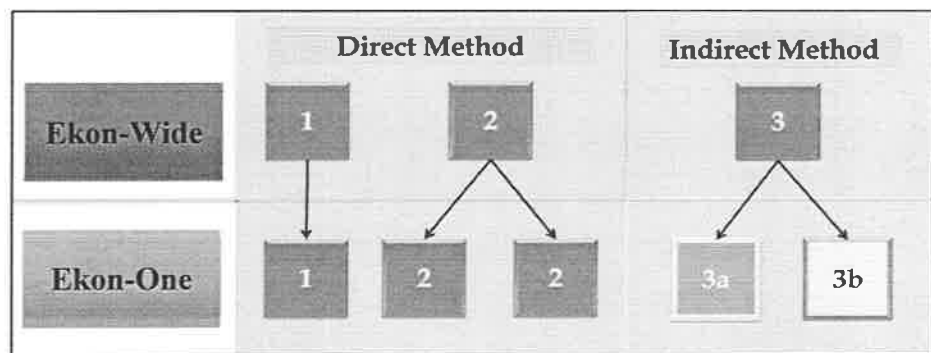 Direct Method
Indirect Method
Ekon-Wide
1
2
3
Ekon-One
1
2
2
3a
3b